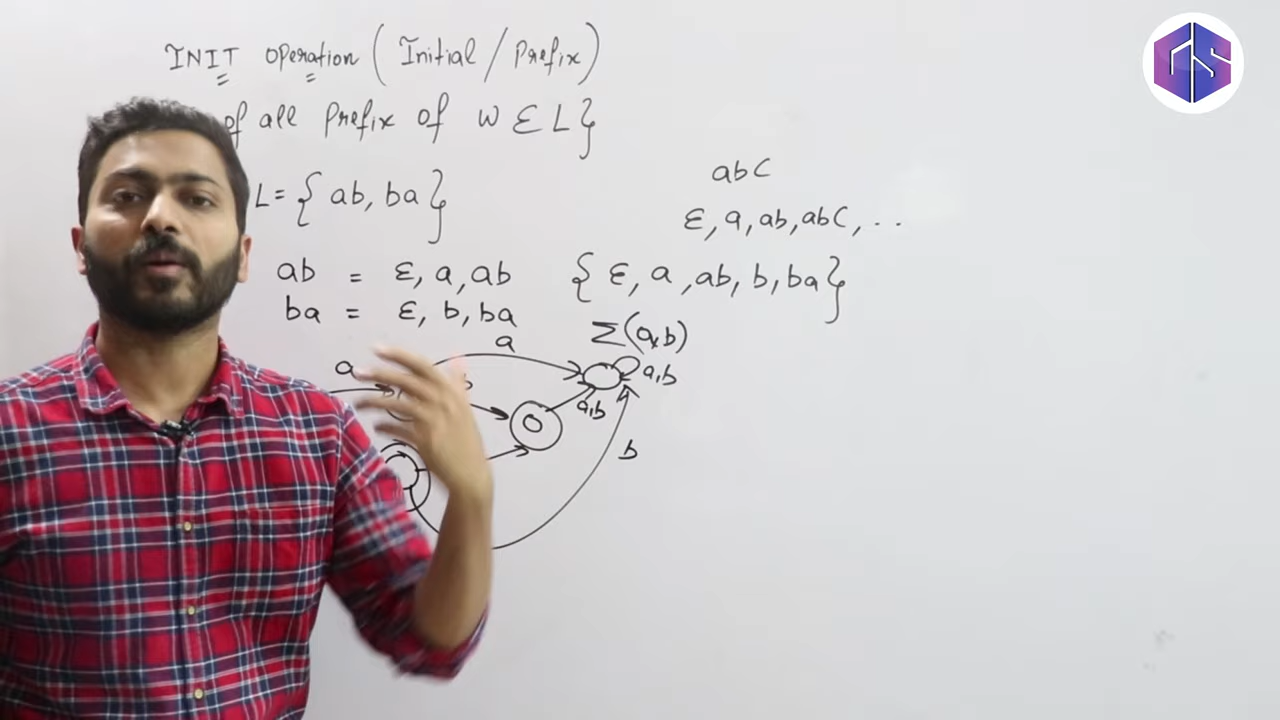 INIT operation (Initial / Prefix)
of all Prefix of w ε L}
L = { ab, ba }
abC
ε, a, ab, abC, ..
ab = ε, a, ab { ε, a, ab, b, ba }
ba = ε, b, ba
Σ(a,b)
a
a
a,b
b
a,b
b
GS